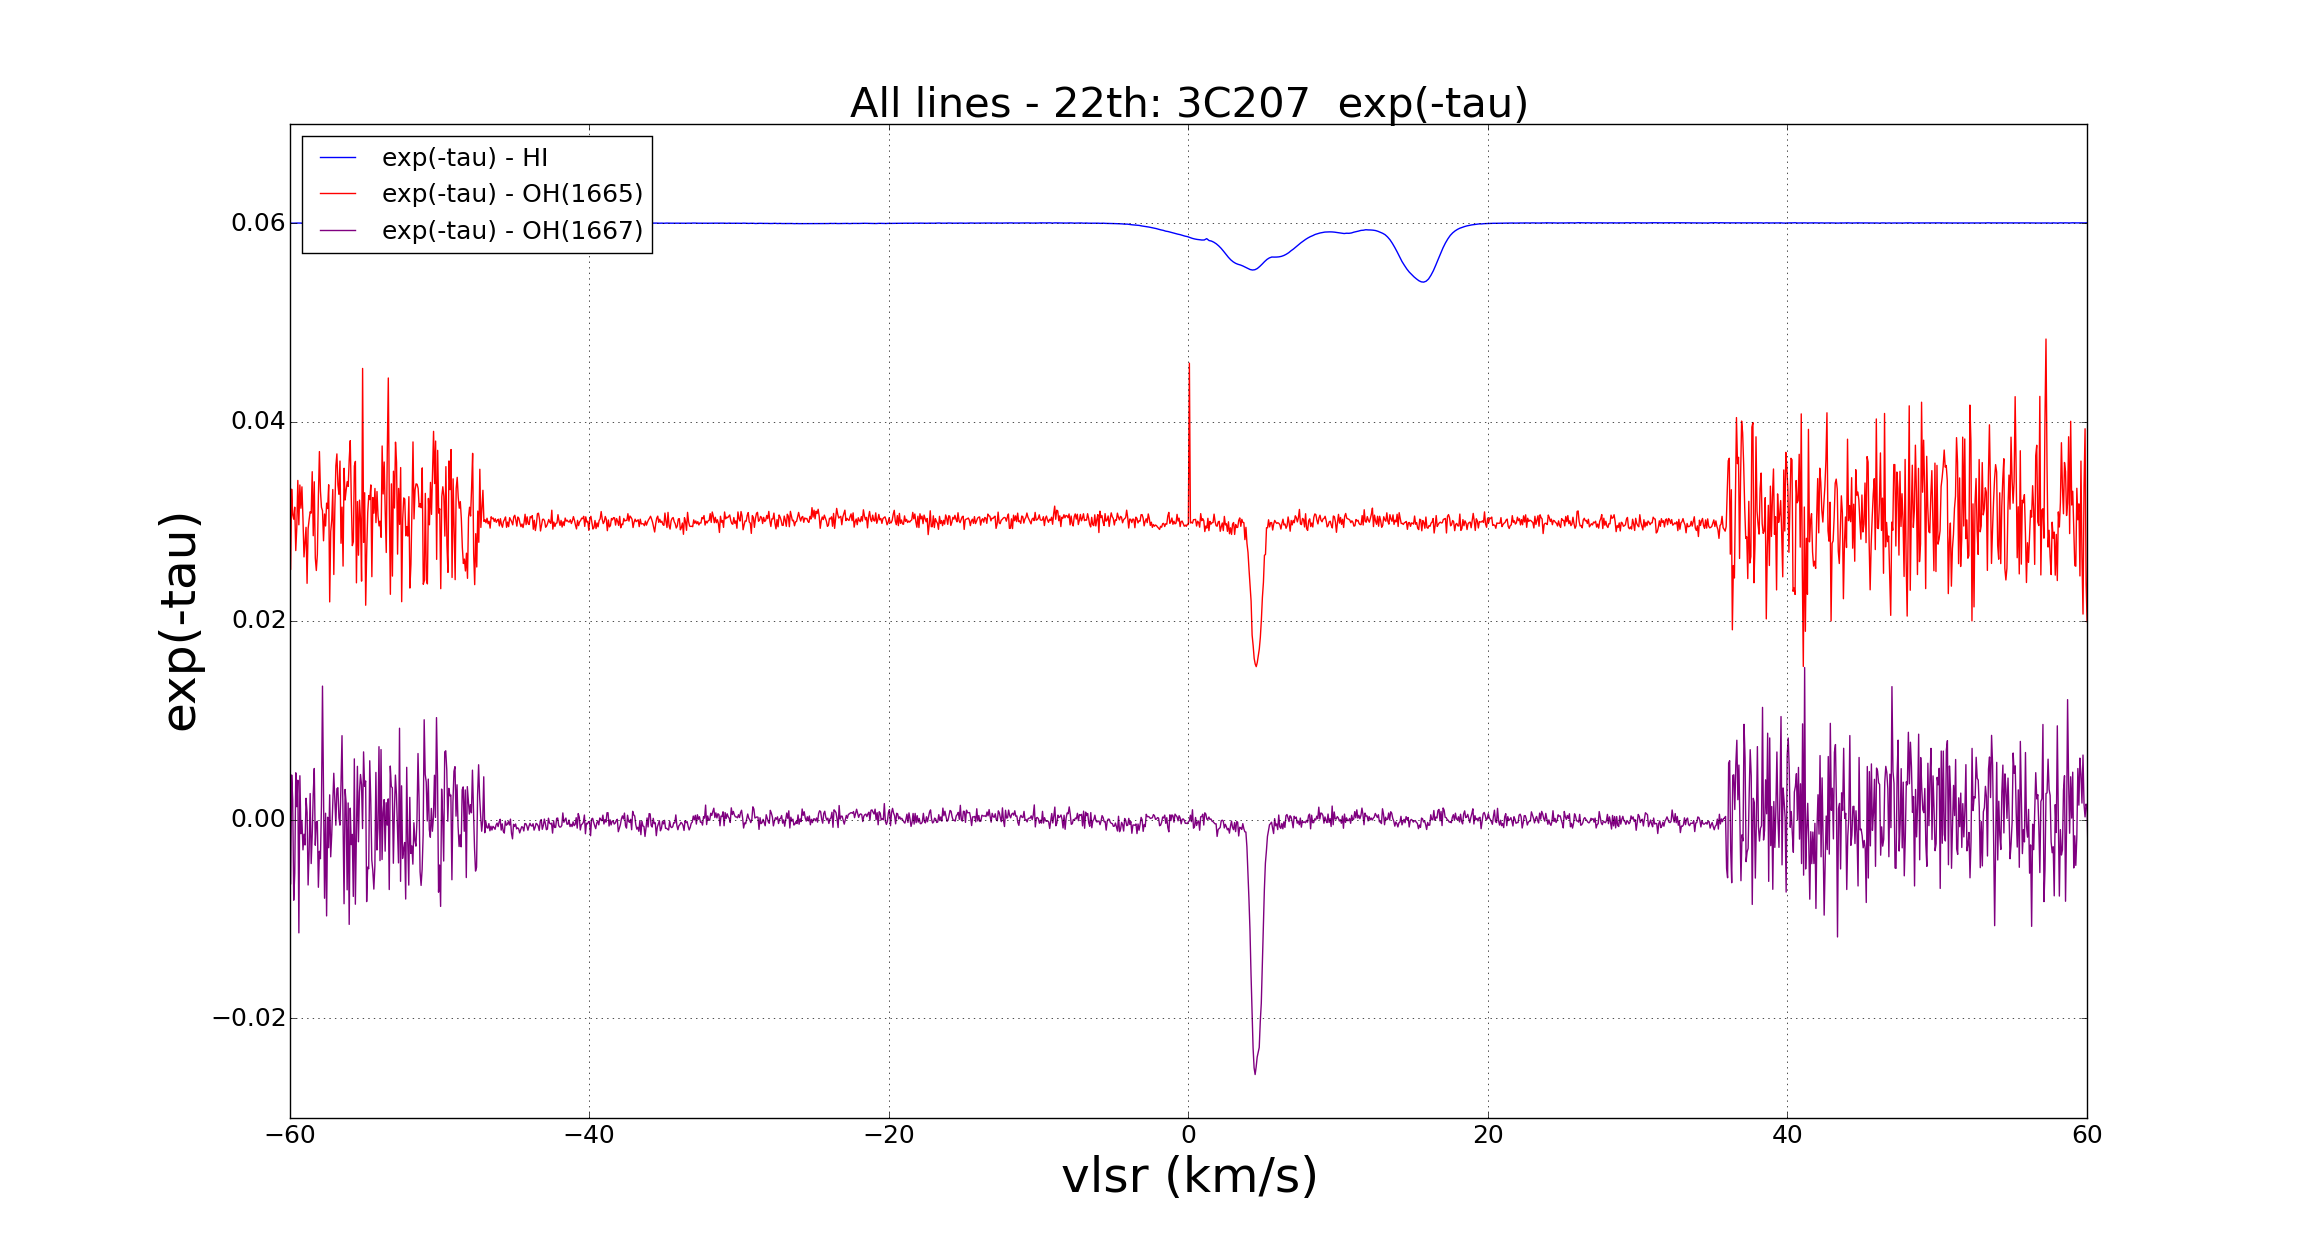 All lines - 22th: 3C207  exp(-tau)
exp(-tau) - HI
exp(-tau) - OH(1665)
exp(-tau) - OH(1667)
exp(-tau)
0.06
0.04
0.02
0.00
−0.02
−60
−40
−20
0
20
40
60
vlsr (km/s)